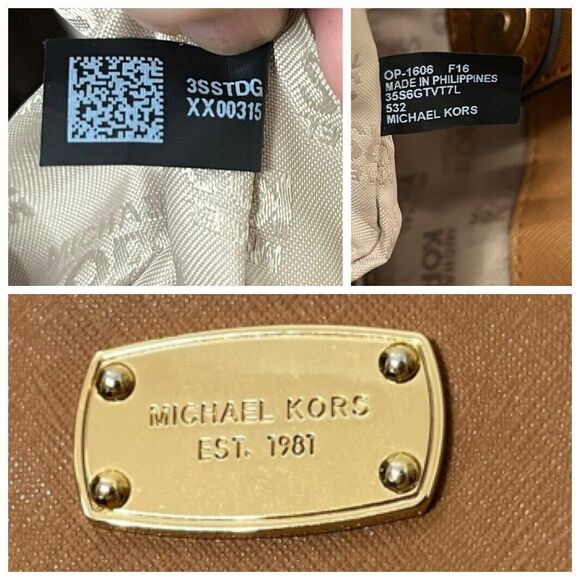 3SSTDG
XX00315
OP-1606 F16
MADE IN PHILIPPINES
35S6GTVT7L
532
MICHAEL KORS
MICHAEL KORS
EST. 1981